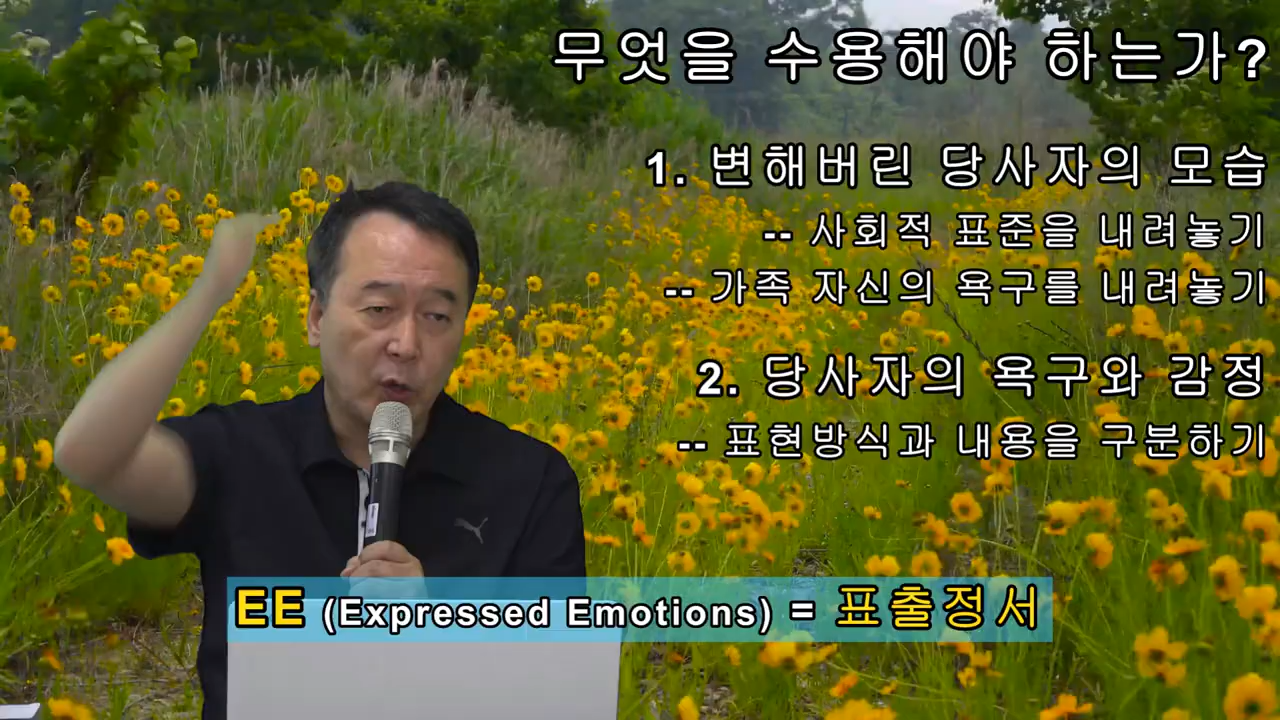 무엇을 수용해야 하는가?
1. 변해버린 당사자의 모습
-- 사회적 표준을 내려놓기
-- 가족 자신의 욕구를 내려놓기
2. 당사자의 욕구와 감정
-- 표현방식과 내용을 구분하기
EE (Expressed Emotions) = 표출정서